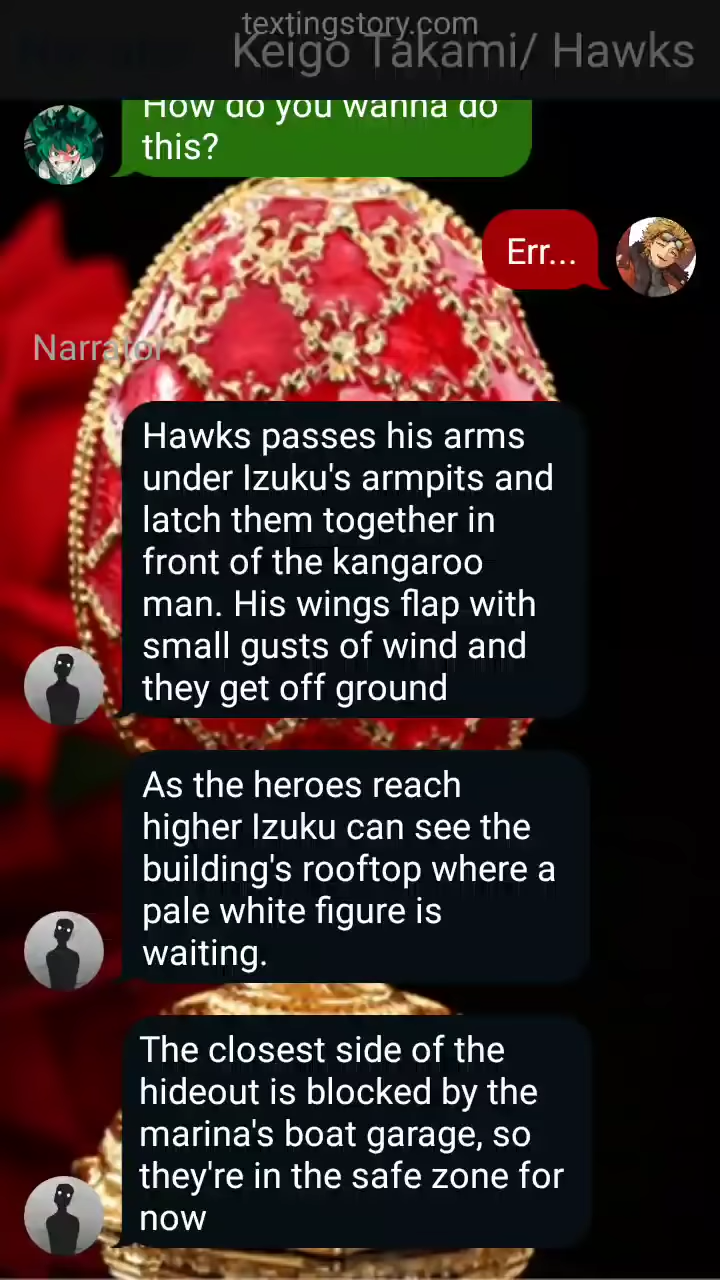 textingstory.com
Keigo Takami/ Hawks
How do you wanna do
this?
Err...
Narrator
Hawks passes his arms
under Izuku's armpits and
latch them together in
front of the kangaroo
man. His wings flap with
small gusts of wind and
they get off ground
As the heroes reach
higher Izuku can see the
building's rooftop where a
pale white figure is
waiting.
The closest side of the
hideout is blocked by the
marina's boat garage, so
they're in the safe zone for
now